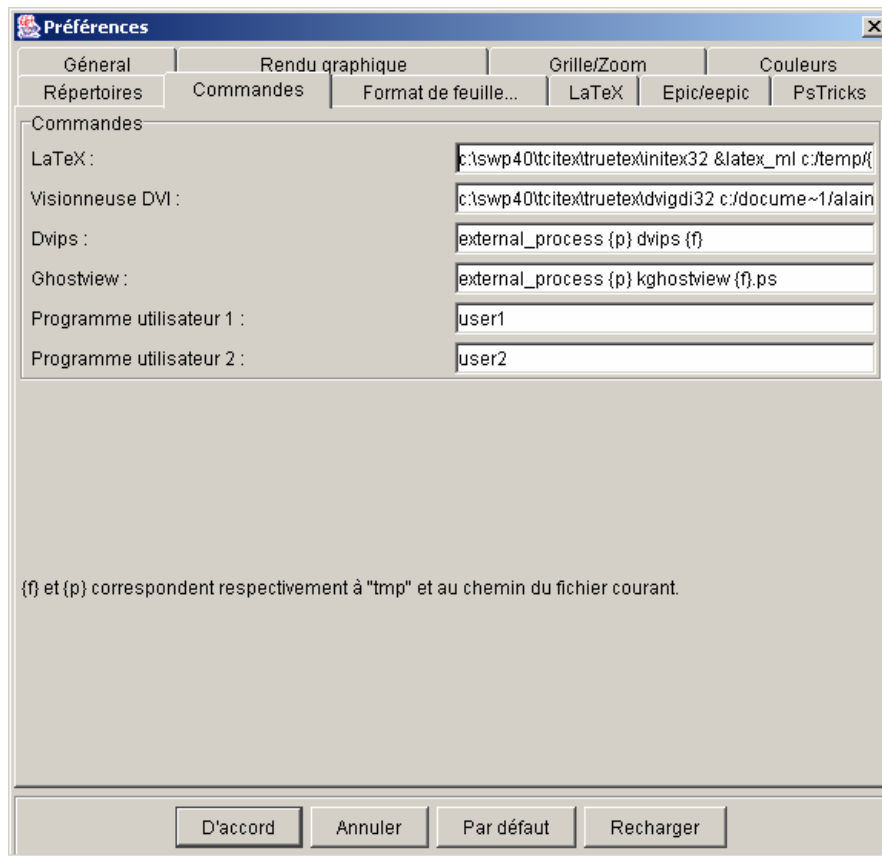 Préférences
Géneral Rendu graphique Grille/Zoom Couleurs
Répertoires Commandes Format de feuille... LaTeX Epic/eepic PsTricks
Commandes
LaTeX : c:\swp40\tcitex\truetex\initex32 &latex_ml c:/temp/{
Visionneuse DVI : c:\swp40\tcitex\truetex\dvigdi32 c:/docume~1/alain
Dvips : external_process {p} dvips {f}
Ghostview : external_process {p} kghostview {f}.ps
Programme utilisateur 1 : user1
Programme utilisateur 2 : user2
{f} et {p} correspondent respectivement à "tmp" et au chemin du fichier courant.
D'accord Annuler Par défaut Recharger